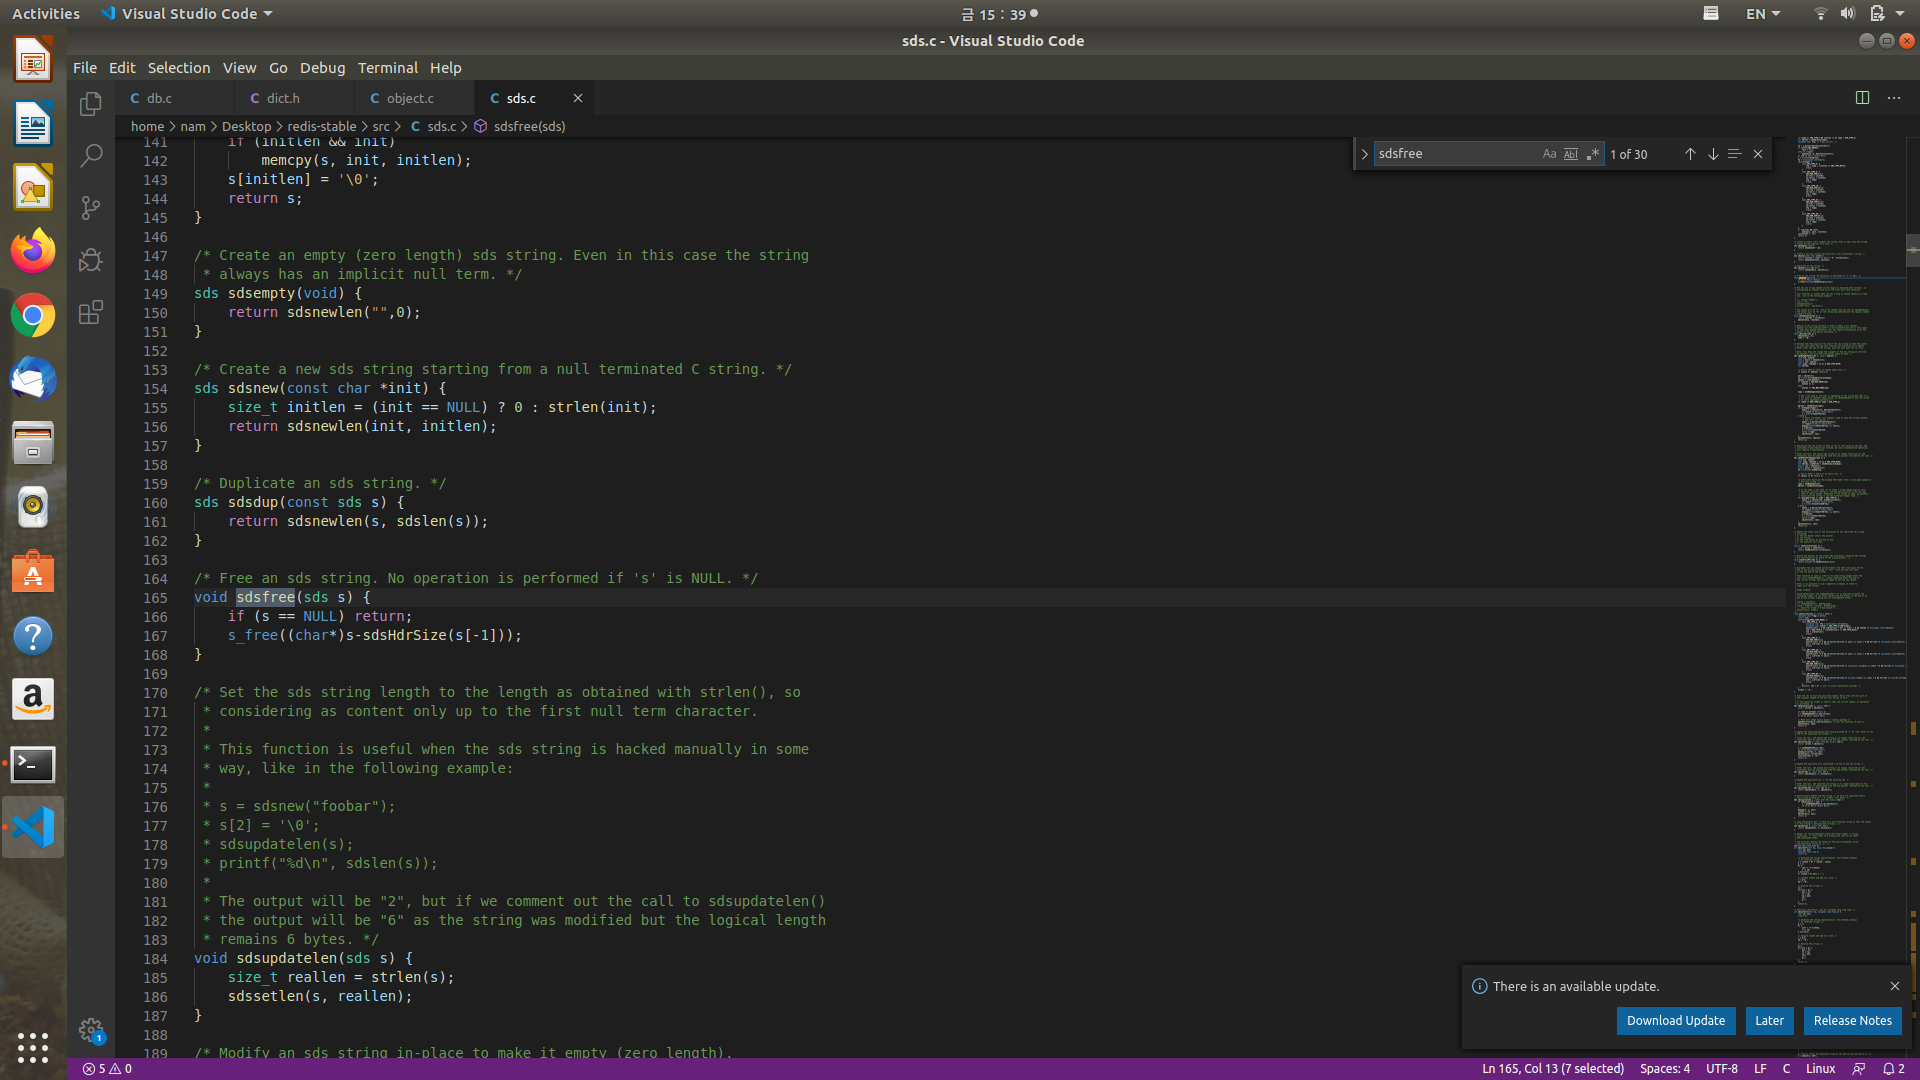 Activities
Visual Studio Code
금 15 : 39
EN
sds.c - Visual Studio Code
File Edit Selection View Go Debug Terminal Help
C db.c
C dict.h
C object.c
C sds.c
home > nam > Desktop > redis-stable > src > C sds.c > sdsfree(sds)
sdsfree
Aa
Abl
.*
1 of 30
141 if (initlen && init)
142 memcpy(s, init, initlen);
143 s[initlen] = '\0';
144 return s;
145 }
146
147 /* Create an empty (zero length) sds string. Even in this case the string
148 * always has an implicit null term. */
149 sds sdsempty(void) {
150 return sdsnewlen("",0);
151 }
152
153 /* Create a new sds string starting from a null terminated C string. */
154 sds sdsnew(const char *init) {
155 size_t initlen = (init == NULL) ? 0 : strlen(init);
156 return sdsnewlen(init, initlen);
157 }
158
159 /* Duplicate an sds string. */
160 sds sdsdup(const sds s) {
161 return sdsnewlen(s, sdslen(s));
162 }
163
164 /* Free an sds string. No operation is performed if 's' is NULL. */
165 void sdsfree(sds s) {
166 if (s == NULL) return;
167 s_free((char*)s-sdsHdrSize(s[-1]));
168 }
169
170 /* Set the sds string length to the length as obtained with strlen(), so
171 * considering as content only up to the first null term character.
172 *
173 * This function is useful when the sds string is hacked manually in some
174 * way, like in the following example:
175 *
176 * s = sdsnew("foobar");
177 * s[2] = '\0';
178 * sdsupdatelen(s);
179 * printf("%d\n", sdslen(s));
180 *
181 * The output will be "2", but if we comment out the call to sdsupdatelen()
182 * the output will be "6" as the string was modified but the logical length
183 * remains 6 bytes. */
184 void sdsupdatelen(sds s) {
185 size_t reallen = strlen(s);
186 sdssetlen(s, reallen);
187 }
188
189 /* Modify an sds string in-place to make it empty (zero length).
There is an available update.
Download Update
Later
Release Notes
1
5 0
Ln 165, Col 13 (7 selected)
Spaces: 4
UTF-8
LF
C
Linux
2